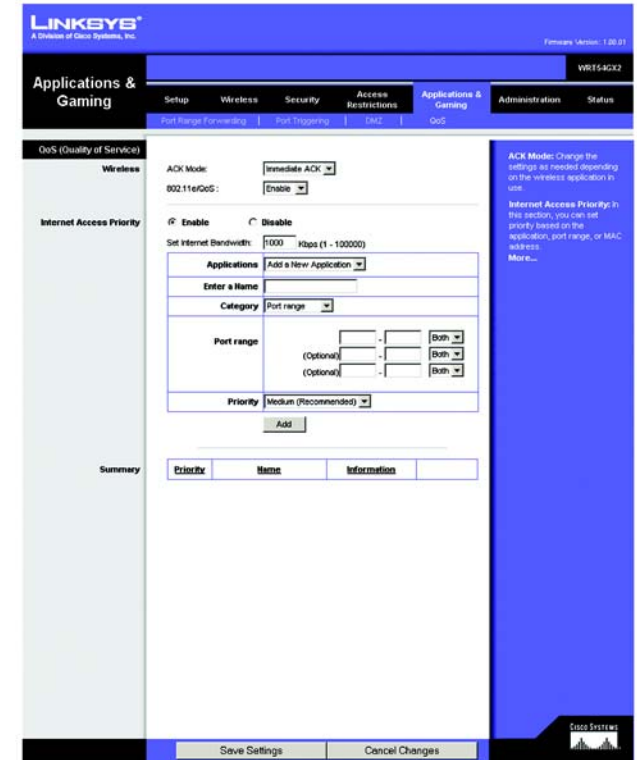 LINKSYS®
A Division of Cisco Systems, Inc.
Firmware Version: 1.00.01
WRT54GX2
Applications & Gaming
Setup
Wireless
Security
Access Restrictions
Applications & Gaming
Administration
Status
Port Range Forwarding | Port Triggering | DMZ | QoS
QoS (Quality of Service)
Wireless
ACK Mode: Immediate ACK
802.11e/QoS : Enable
Internet Access Priority
Enable Disable
Set Internet Bandwidth: 1000 Kbps (1 - 100000)
Applications Add a New Application
Enter a Name
Category Port range
Port range
- Both
(Optional) - Both
(Optional) - Both
Priority Medium (Recommended)
Add
Summary
Priority Name Information
ACK Mode: Change the
settings as needed depending
on the wireless application in
use.
Internet Access Priority: In
this section, you can set
priority based on the
application, port range, or MAC
address.
More...
CISCO SYSTEMS
Save Settings
Cancel Changes